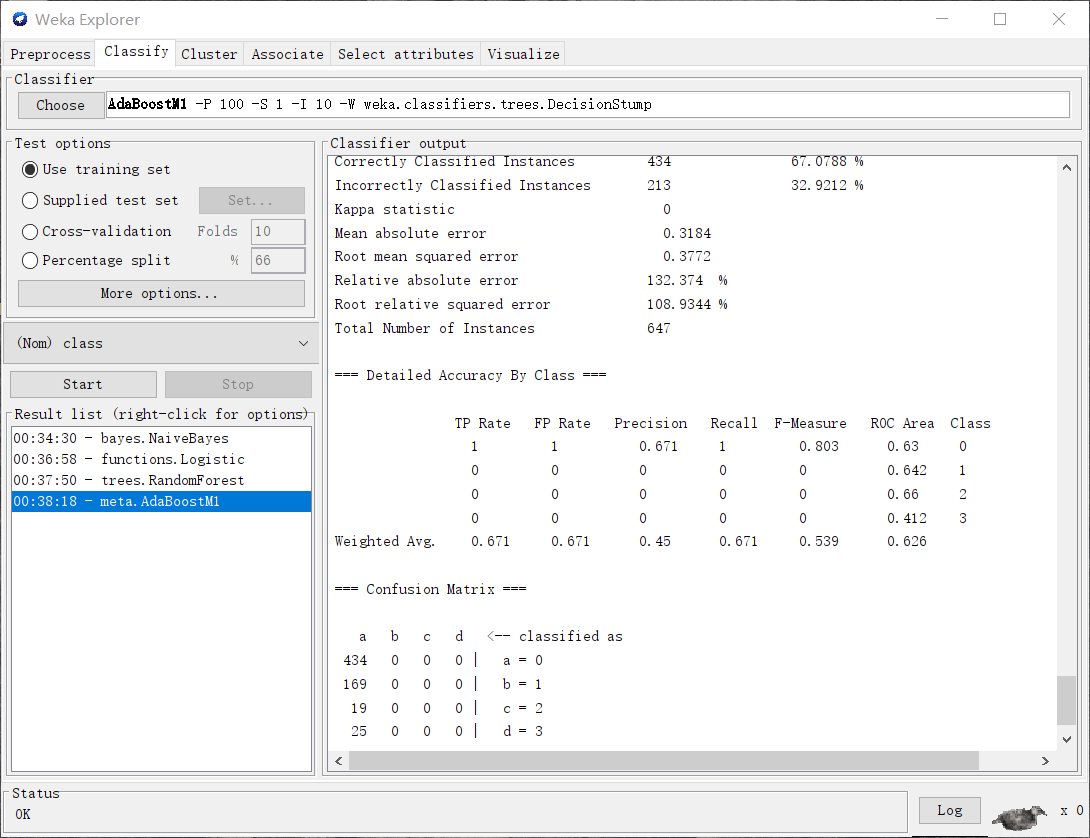 Weka Explorer
Preprocess Classify Cluster Associate Select attributes Visualize
Classifier
Choose AdaBoostM1 -P 100 -S 1 -I 10 -W weka.classifiers.trees.DecisionStump
Test options
Use training set
Supplied test set Set...
Cross-validation Folds 10
Percentage split % 66
More options...
(Nom) class
Start Stop
Result list (right-click for options)
00:34:30 - bayes.NaiveBayes
00:36:58 - functions.Logistic
00:37:50 - trees.RandomForest
00:38:18 - meta.AdaBoostM1
Classifier output
Correctly Classified Instances 434 67.0788 %
Incorrectly Classified Instances 213 32.9212 %
Kappa statistic 0
Mean absolute error 0.3184
Root mean squared error 0.3772
Relative absolute error 132.374 %
Root relative squared error 108.9344 %
Total Number of Instances 647
=== Detailed Accuracy By Class ===
TP Rate FP Rate Precision Recall F-Measure ROC Area Class
1 1 0.671 1 0.803 0.63 0
0 0 0 0 0 0.642 1
0 0 0 0 0 0.66 2
0 0 0 0 0 0.412 3
Weighted Avg. 0.671 0.671 0.45 0.671 0.539 0.626
=== Confusion Matrix ===
a b c d <-- classified as
434 0 0 0 | a = 0
169 0 0 0 | b = 1
19 0 0 0 | c = 2
25 0 0 0 | d = 3
Status
OK
Log x 0